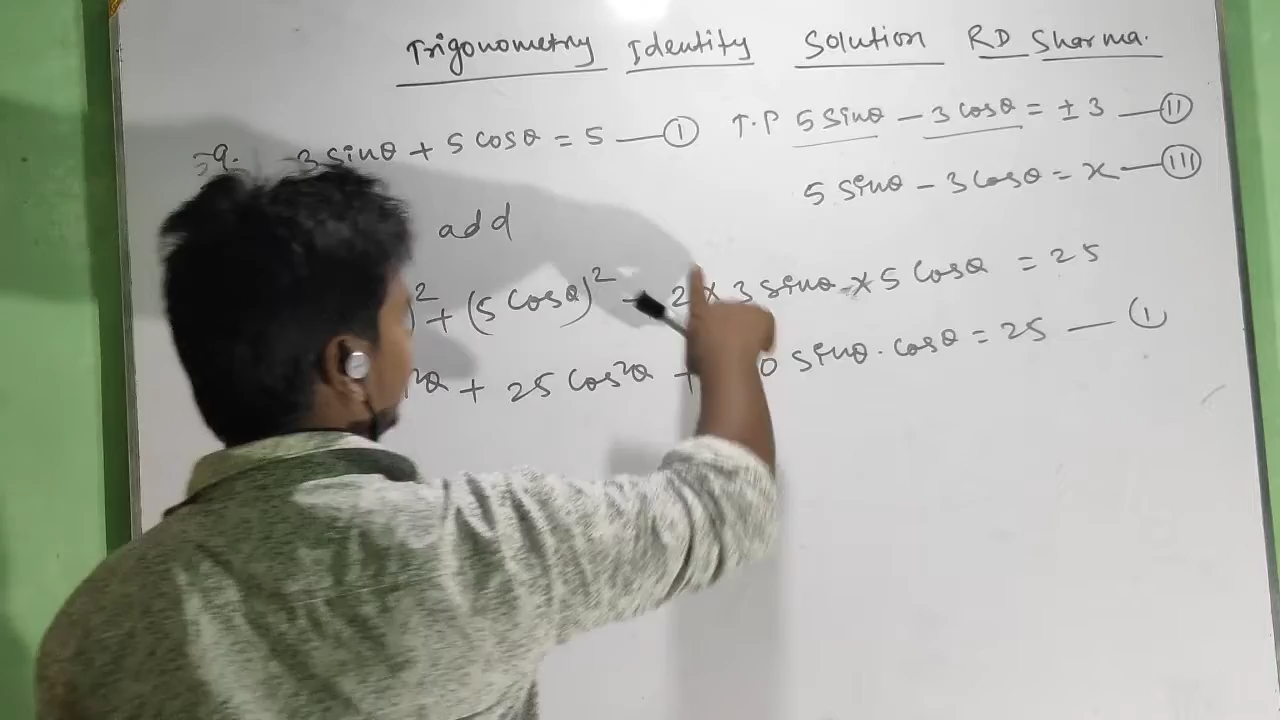 Trigonometry Identity Solution RD Sharma.
59. 3 sinθ + 5 cosθ = 5 — (I) T.P 5 sinθ - 3 cosθ = ± 3 — (II)
5 sinθ - 3 cosθ = x — (III)
add
)² + (5 cosθ)² 2 × 3 sinθ × 5 cosθ = 25
²θ + 25 cos²θ + 0 sinθ . cosθ = 25 — (I)